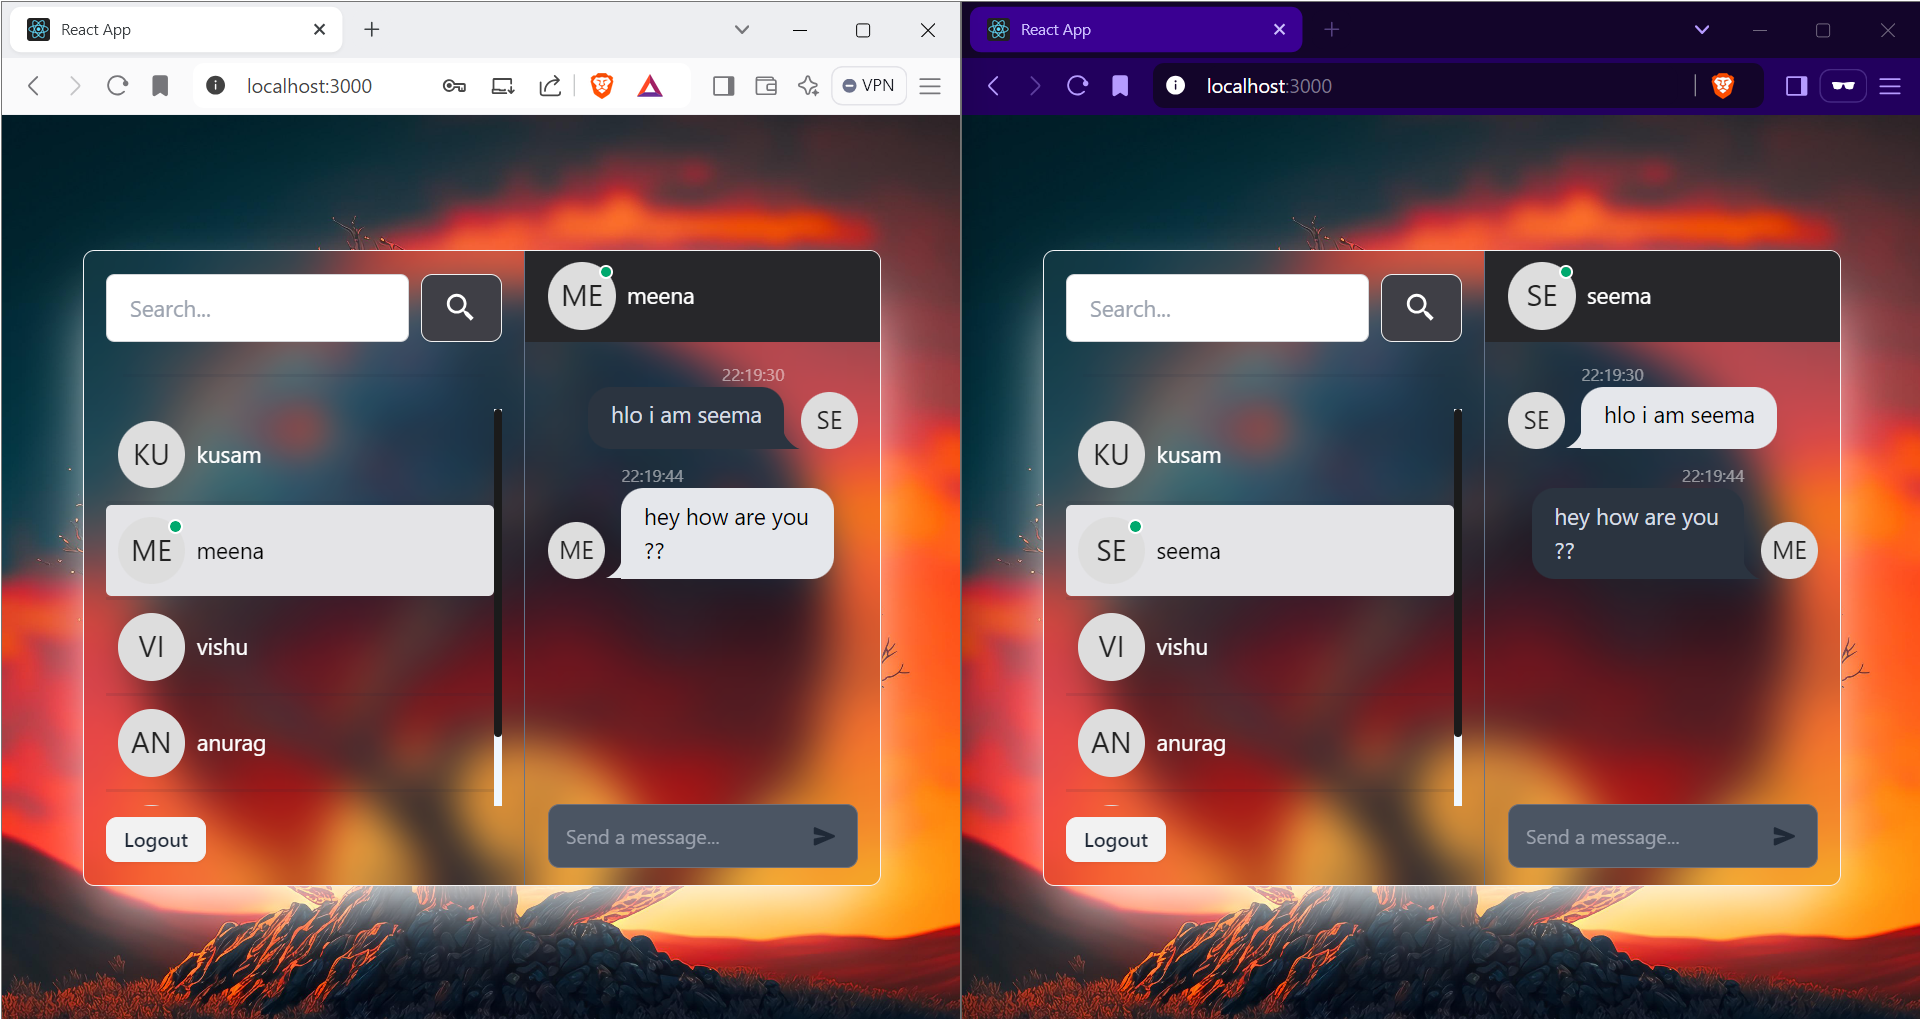 React App
localhost:3000
VPN
Search...
ME
meena
KU
kusam
ME
meena
VI
vishu
AN
anurag
Logout
22:19:30
hlo i am seema
SE
22:19:44
hey how are you
??
ME
Send a message...
React App
localhost:3000
Search...
SE
seema
KU
kusam
SE
seema
VI
vishu
AN
anurag
Logout
22:19:30
SE
hlo i am seema
22:19:44
hey how are you
??
ME
Send a message...